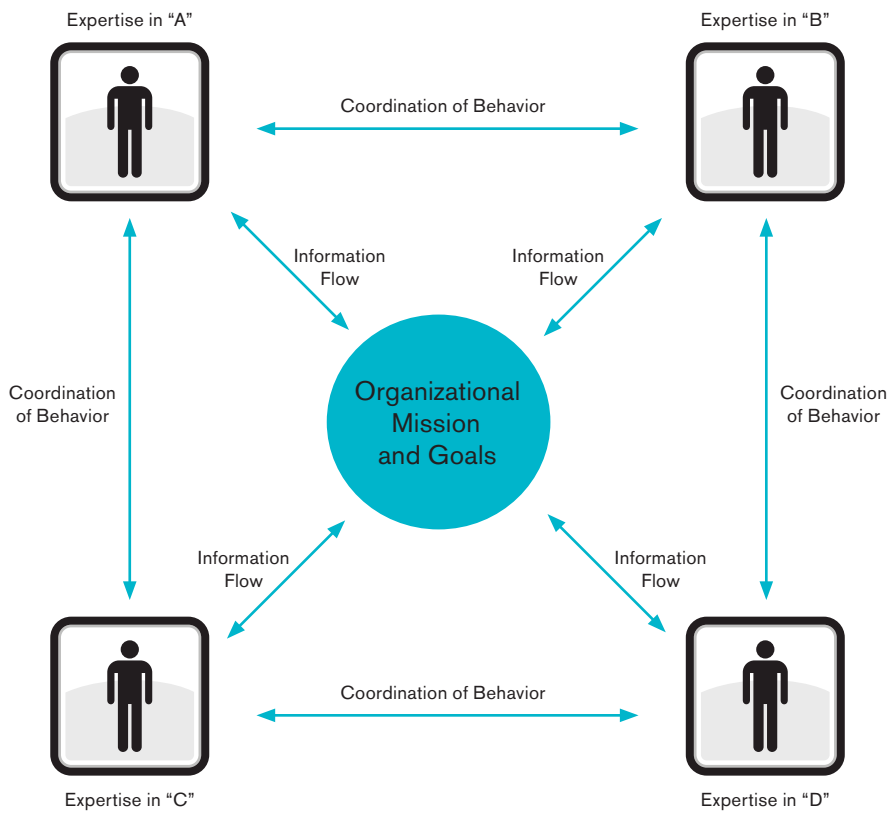 Expertise in “A”
Expertise in “B”
Coordination of Behavior
Information
Flow
Information
Flow
Coordination
of Behavior
Organizational
Mission
and Goals
Coordination
of Behavior
Information
Flow
Information
Flow
Coordination of Behavior
Expertise in “C”
Expertise in “D”